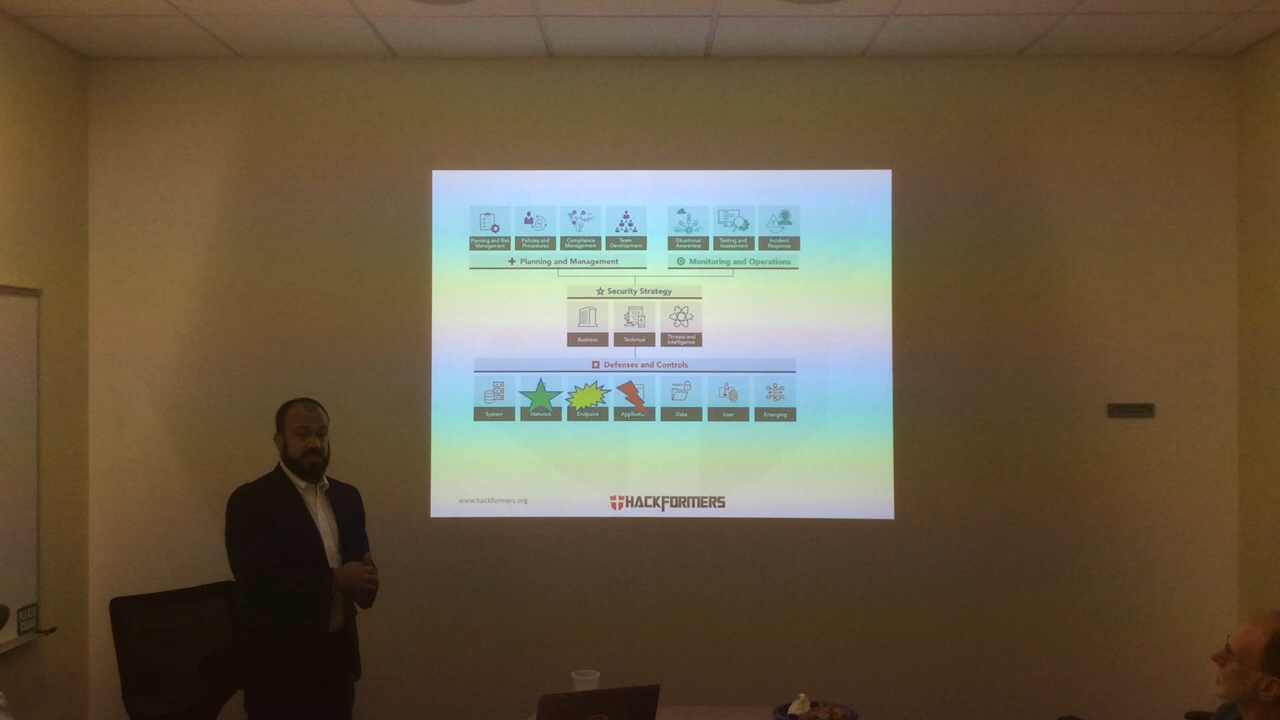 Planning and Risk Management
Policies and Procedures
Compliance Management
Team Development
Situational Awareness
Testing and Assessment
Incident Response
Planning and Management
Monitoring and Operations
Security Strategy
Business
Technical
Threats and Intelligence
Defenses and Controls
System
Network
Endpoint
Data
User
Emerging
www.hackformers.org
HACKFORMERS